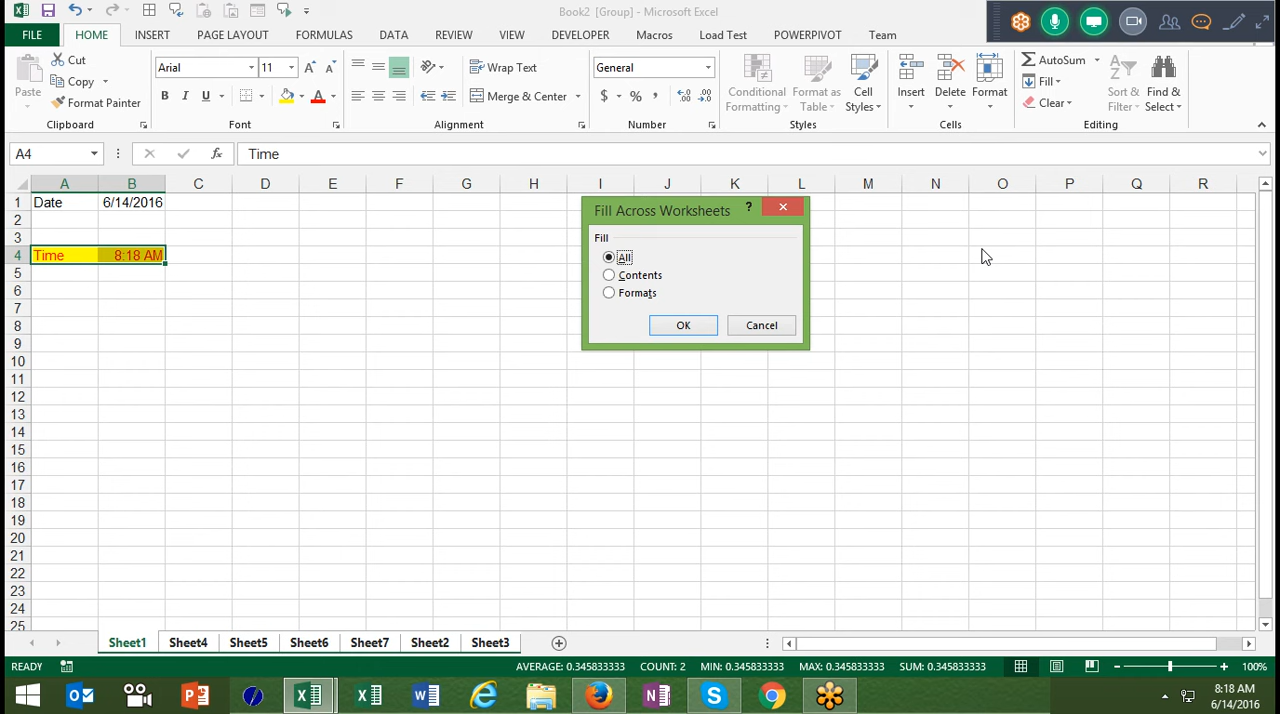 Book2 [Group] - Microsoft Excel
FILE HOME INSERT PAGE LAYOUT ULAS DATA REVIEW EW DEVELOPER Macros Load Test POWERPIVOT Team
Cut
Copy
Format Painter
Paste
Clipboard
Arial 11
B I U
Font
Wrap Text
Merge & Center
Alignment
General
$ % ,
Number
Conditional Formatting
Format as Table
Cell Styles
Styles
Insert Delete Format
Cells
AutoSum
Fill
Clear
Sort & Filter
Find & Select
Editing
A4 fx Time
A B C D E F G H I J K L M N O P Q R
1 Date 6/14/2016
2
3
4 Time 8:18 AM
5
6
7
8
9
10
11
12
13
14
15
16
17
18
19
20
21
22
23
24
25
Fill Across Worksheets ?
Fill
All
Contents
Formats
OK Cancel
Sheet1 Sheet4 Sheet5 Sheet6 Sheet7 Sheet2 Sheet3
READY AVERAGE: 0.345833333 COUNT: 2 MIN: 0.345833333 MAX: 0.345833333 SUM: 0.345833333 100%
8:18 AM
6/14/2016